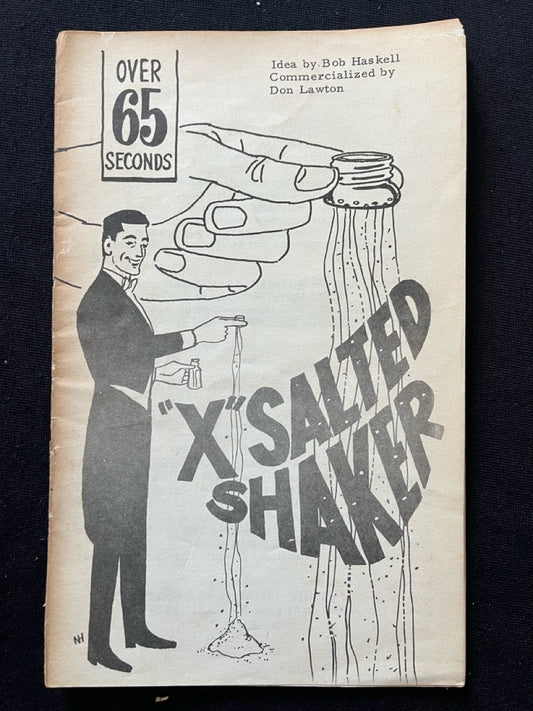 OVER
65
SECONDS
Idea by Bob Haskell
Commercialized by
Don Lawton
"X" SALTED
SHAKER
NH